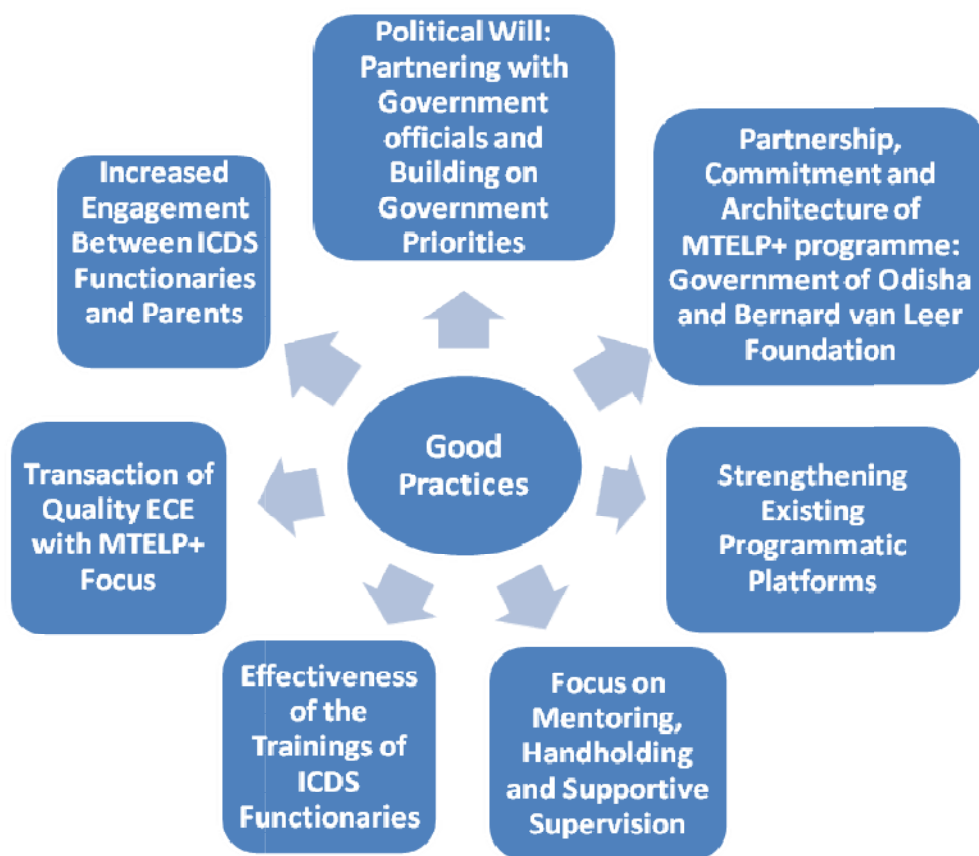 Political Will:
Partnering with
Government
officials and
Building on
Government
Priorities
Partnership,
Commitment and
Architecture of
MTELP+ programme:
Government of Odisha
and Bernard van Leer
Foundation
Strengthening
Existing
Programmatic
Platforms
Focus on
Mentoring,
Handholding
and Supportive
Supervision
Effectiveness
of the
Trainings of
ICDS
Functionaries
Transaction of
Quality ECE
with MTELP+
Focus
Increased
Engagement
Between ICDS
Functionaries
and Parents
Good
Practices